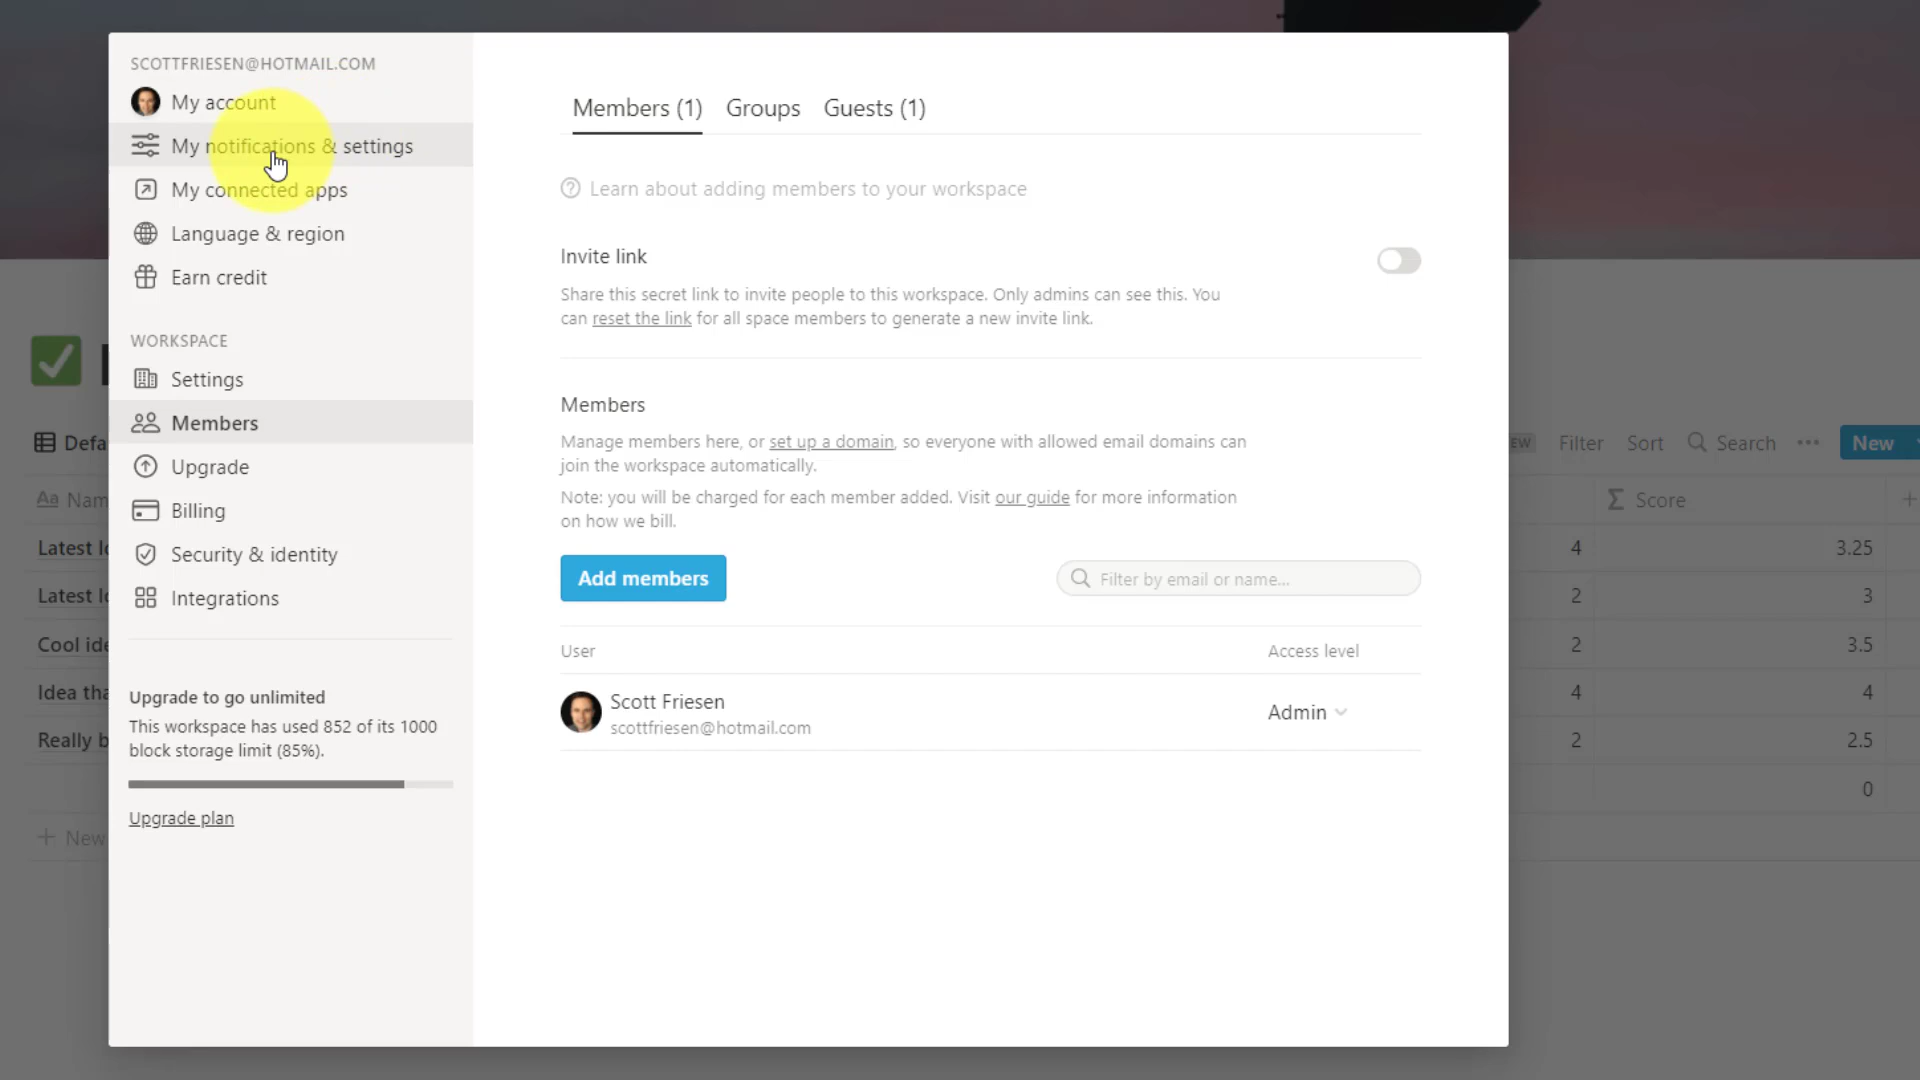 SCOTTFRIESEN@HOTMAIL.COM
My account
My notifications & settings
My connected apps
Language & region
Earn credit
WORKSPACE
Settings
Members
Upgrade
Billing
Security & identity
Integrations
Upgrade to go unlimited
This workspace has used 852 of its 1000
block storage limit (85%).
Upgrade plan
Members (1) Groups Guests (1)
Learn about adding members to your workspace
Invite link
Share this secret link to invite people to this workspace. Only admins can see this. You
can reset the link for all space members to generate a new invite link.
Members
Manage members here, or set up a domain, so everyone with allowed email domains can
join the workspace automatically.
Note: you will be charged for each member added. Visit our guide for more information
on how we bill.
Add members
Filter by email or name...
User Access level
Scott Friesen
scottfriesen@hotmail.com
Admin
Filter Sort Search ••• New
Aa
Σ Score +
Latest
4 3.25
Latest
2 3
Cool
2 3.5
Idea
4 4
Really
2 2.5
0
+ New